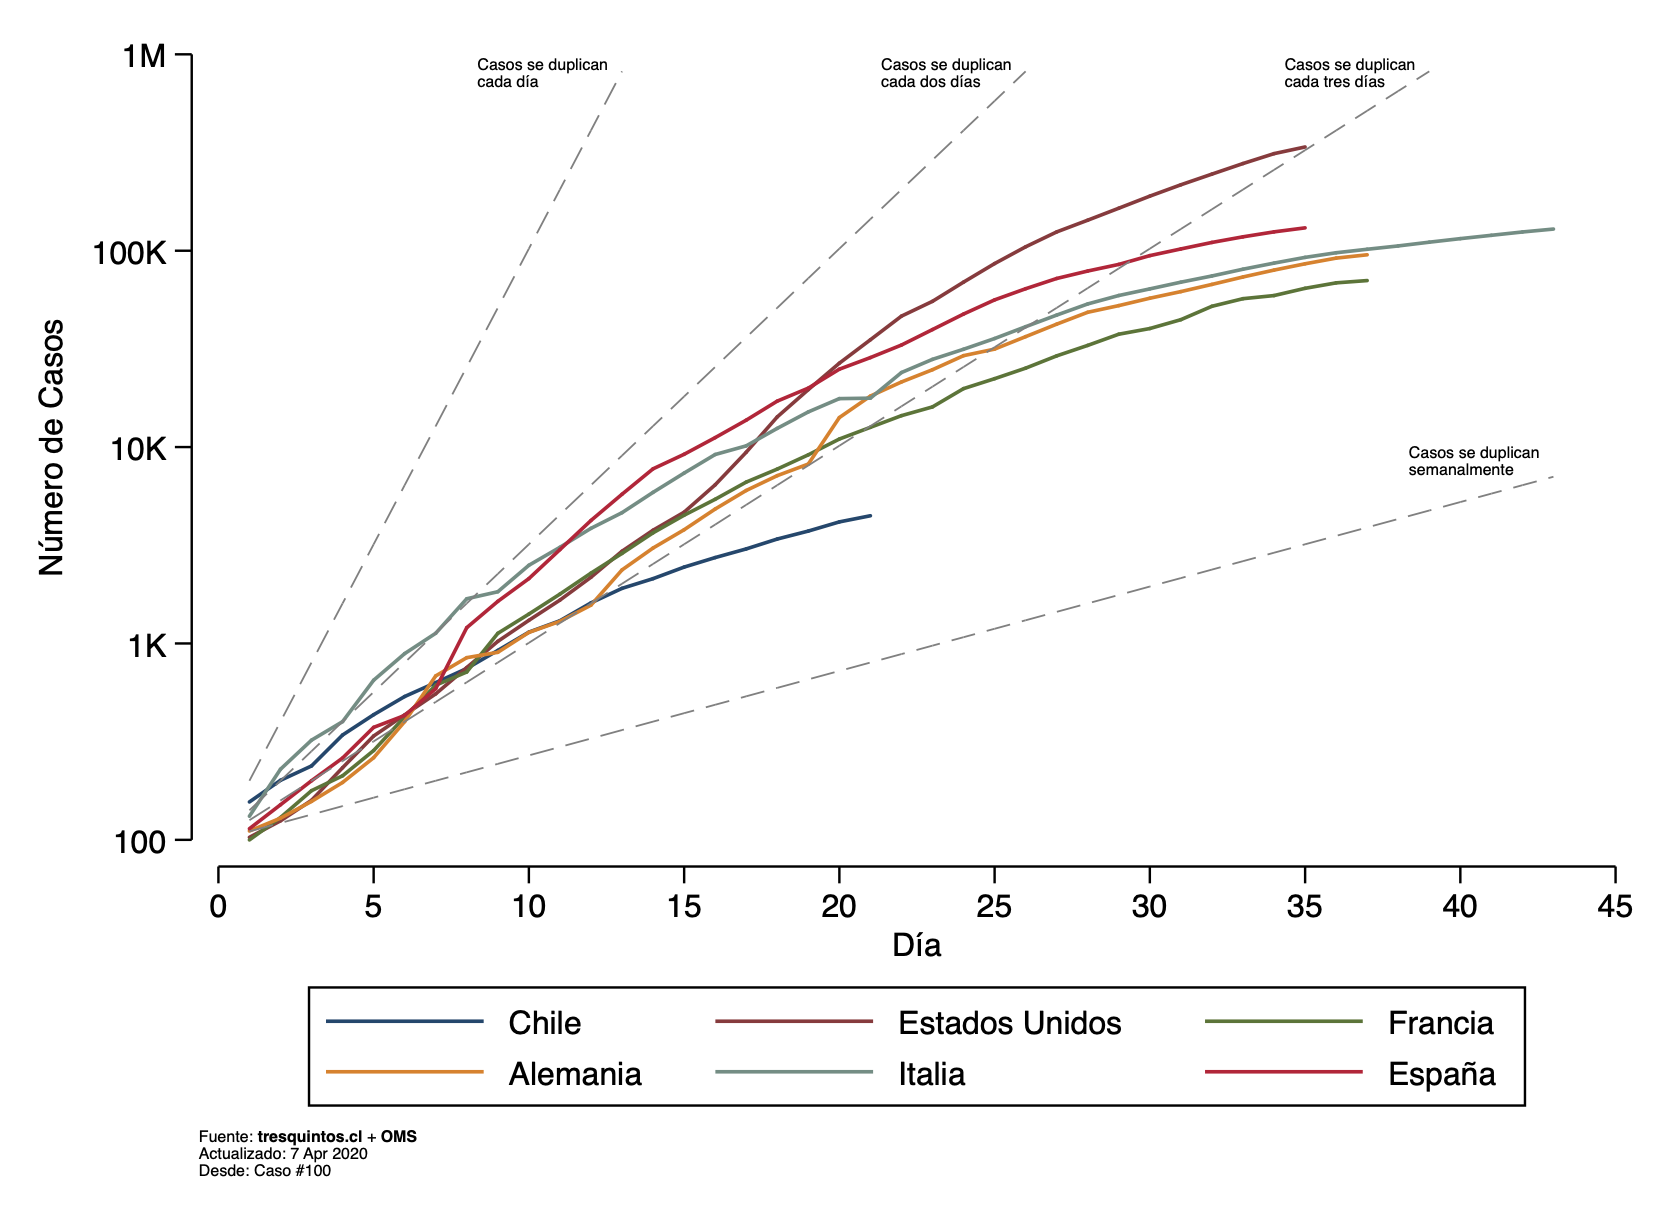 1M
100K
10K
1K
100
Número de Casos
Casos se duplican
cada día
Casos se duplican
cada dos días
Casos se duplican
cada tres días
Casos se duplican
semanalmente
0 5 10 15 20 25 30 35 40 45
Día
Chile Estados Unidos Francia
Alemania Italia España
Fuente: tresquintos.cl + OMS
Actualizado: 7 Apr 2020
Desde: Caso #100